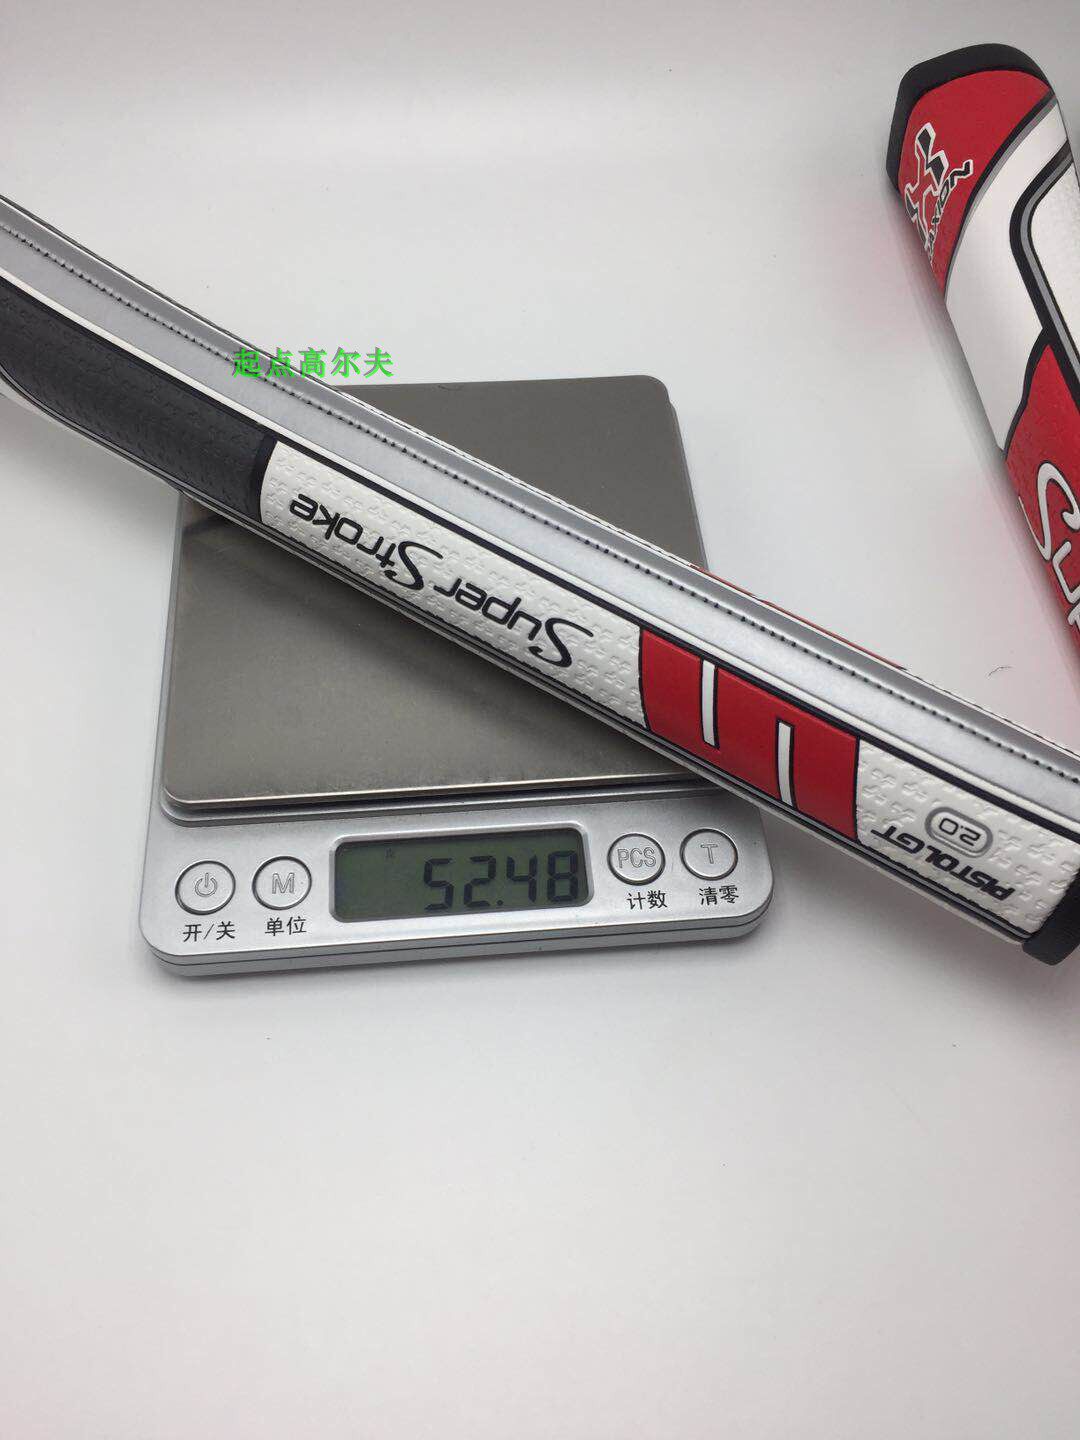 起点高尔夫
Super Stroke
PISTOL GT
2.0
52.48
M
PCS
T
开/关
单位
计数
清零